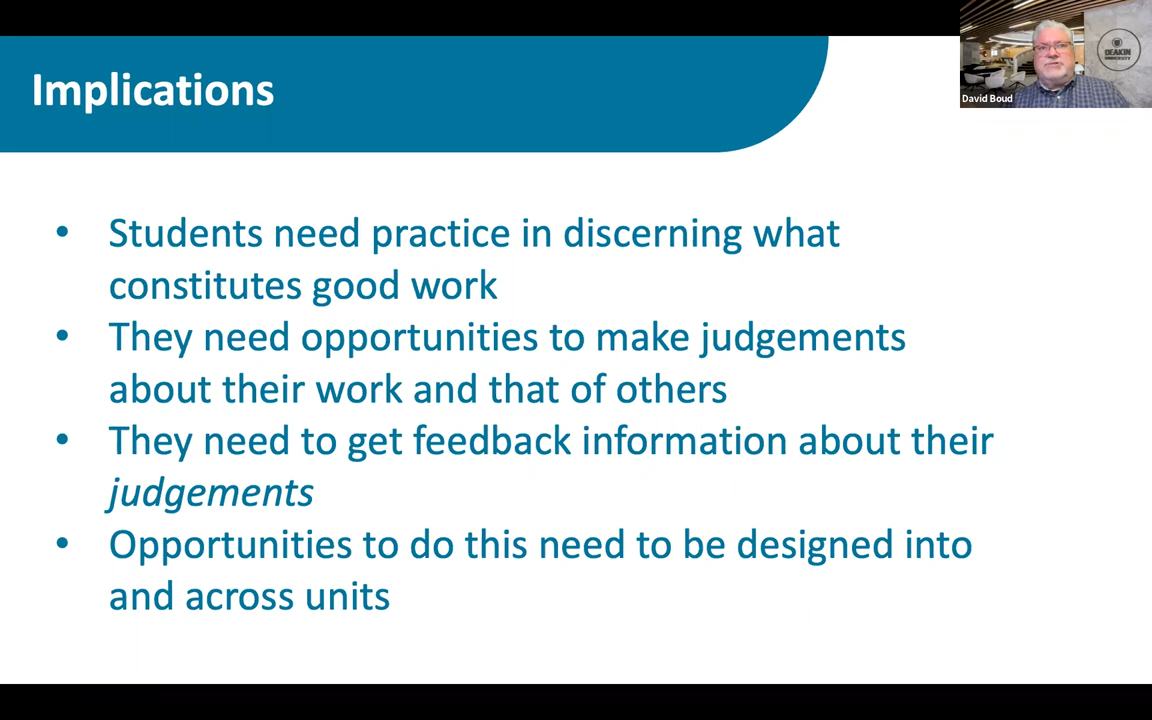 Implications
DEAKIN
UNIVERSITY
David Boud
• Students need practice in discerning what
constitutes good work
• They need opportunities to make judgements
about their work and that of others
• They need to get feedback information about their
judgements
• Opportunities to do this need to be designed into
and across units